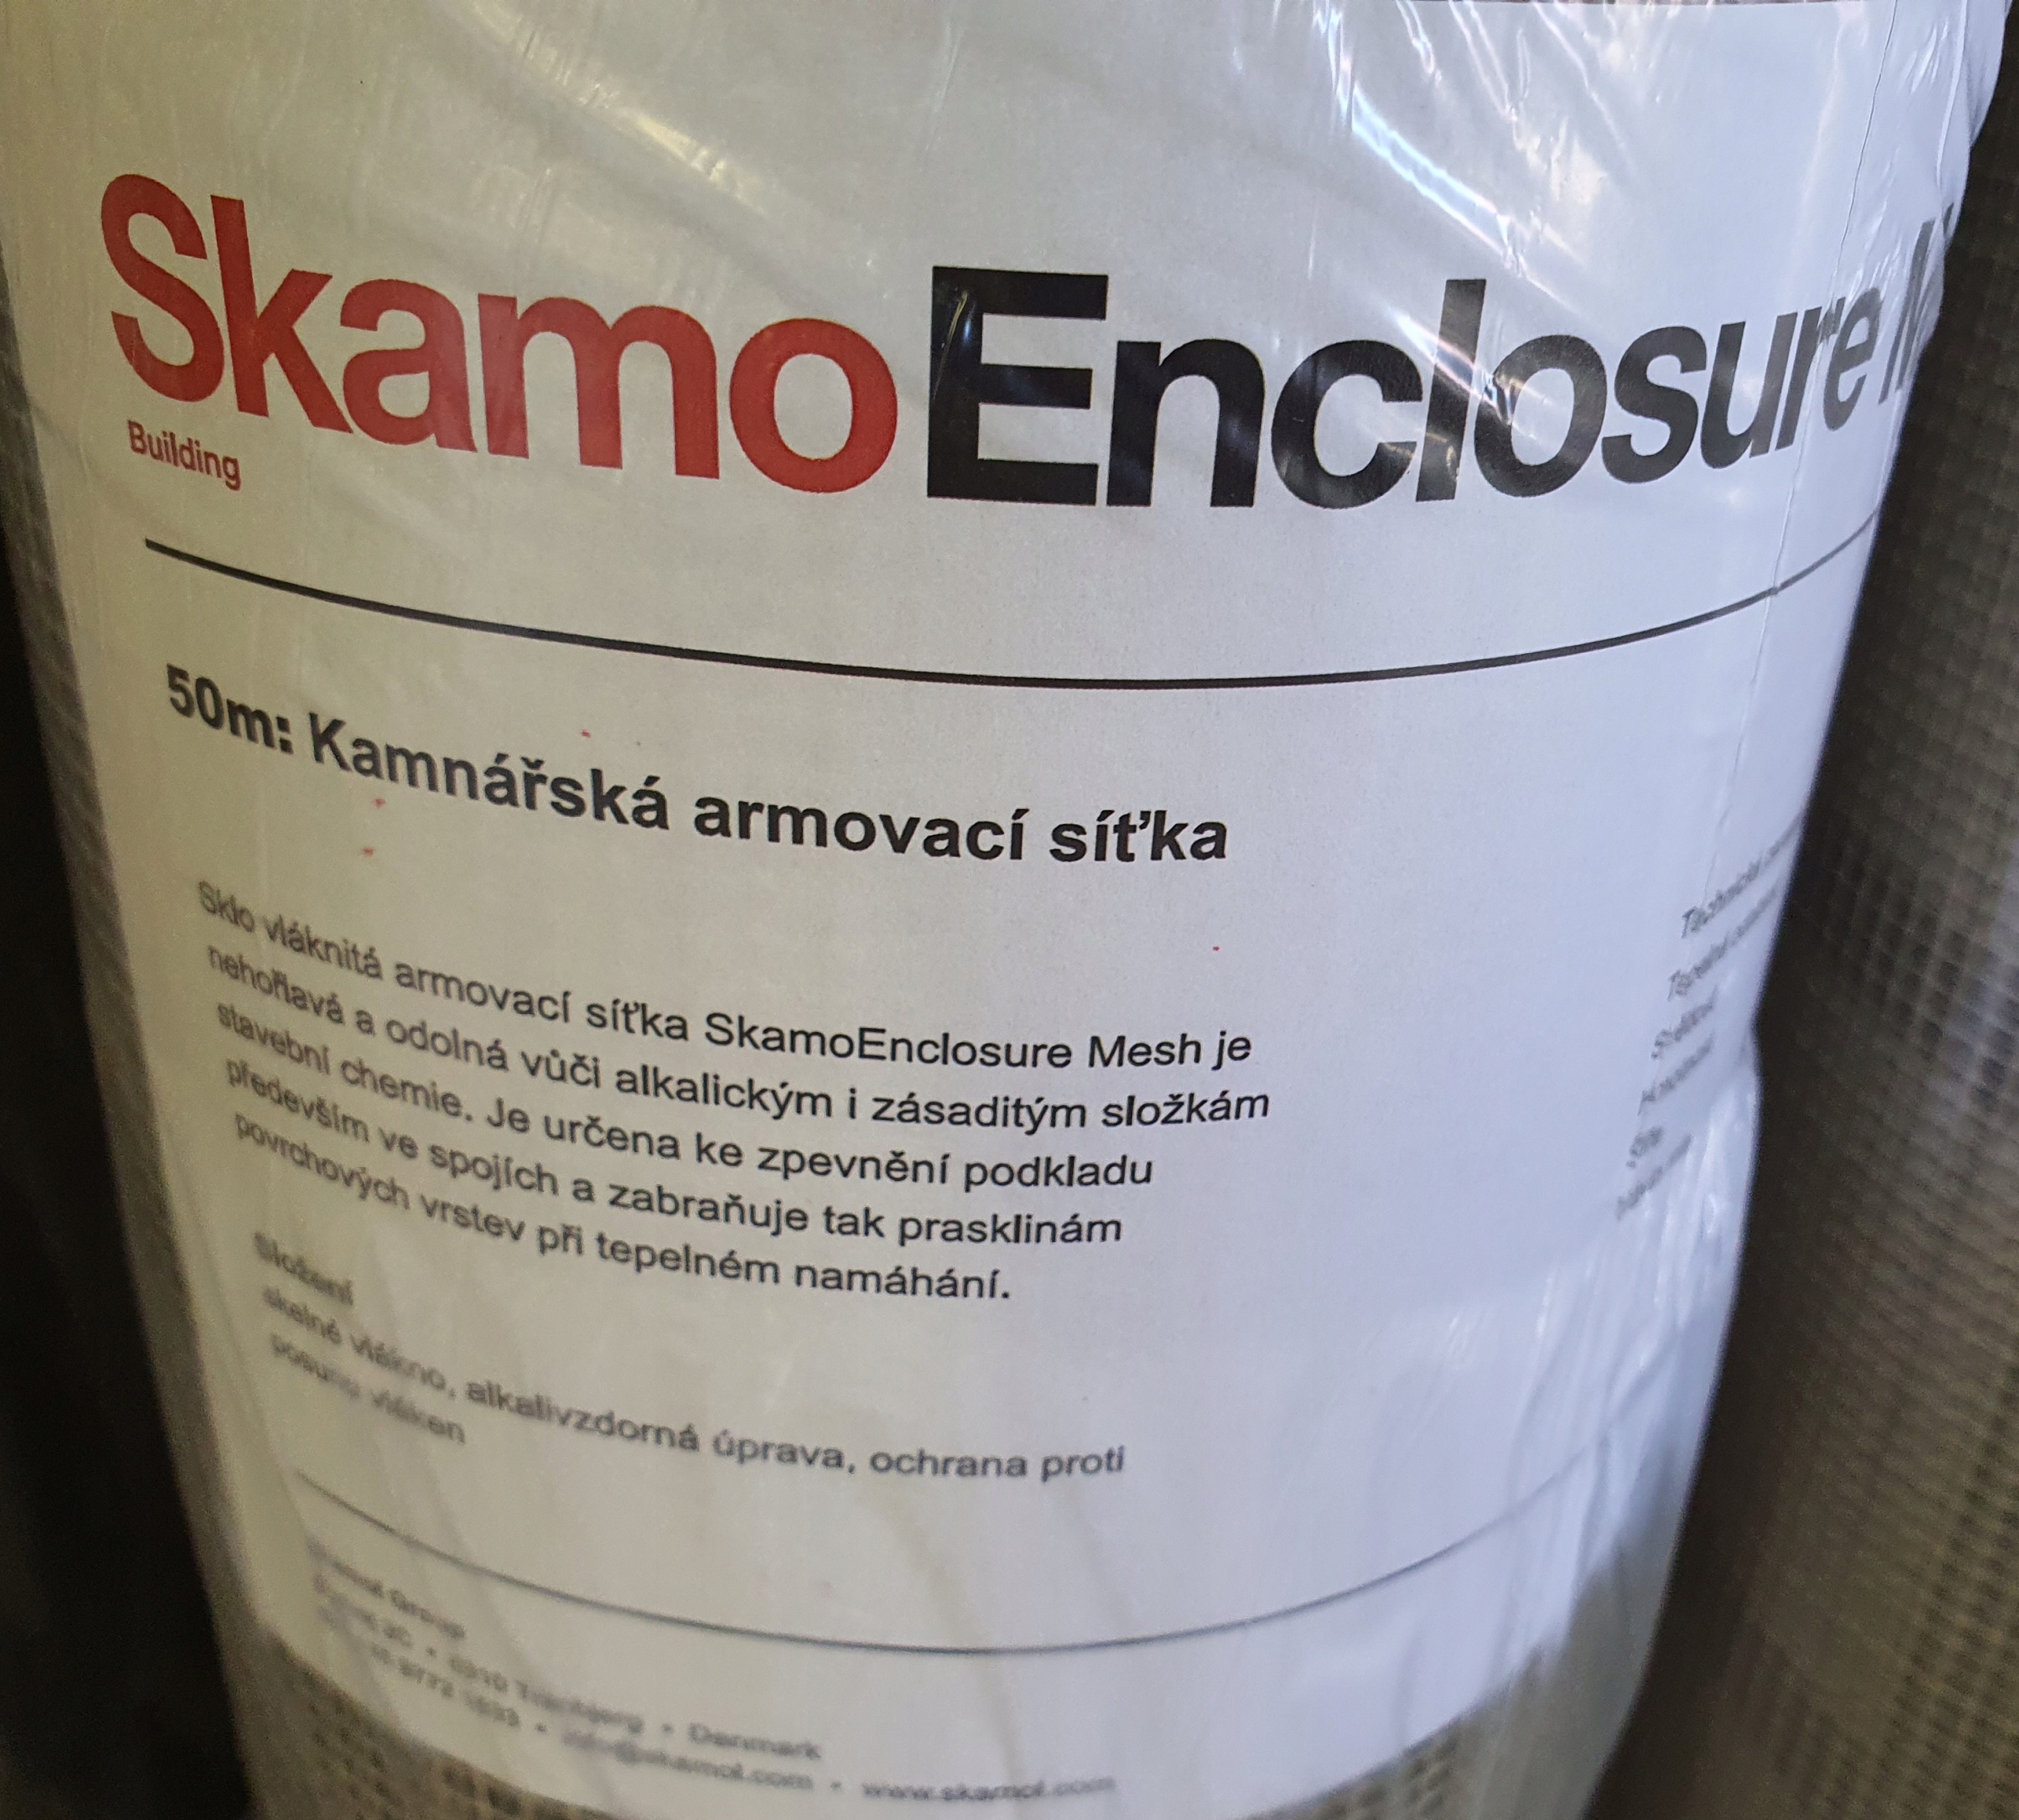 SkamoEnclosure
Building
50m: Kamnářská armovací síťka
Sklo vláknitá armovací síťka SkamoEnclosure Mesh je
nehořlavá a odolná vůči alkalickým i zásaditým složkám
stavební chemie. Je určena ke zpevnění podkladu
především ve spojích a zabraňuje tak prasklinám
povrchových vrstev při tepelném namáhání.
Složení
skelné vlákno, alkalivzdorná úprava, ochrana proti
posunu vláken
Group
Denmark
www.skamol.com